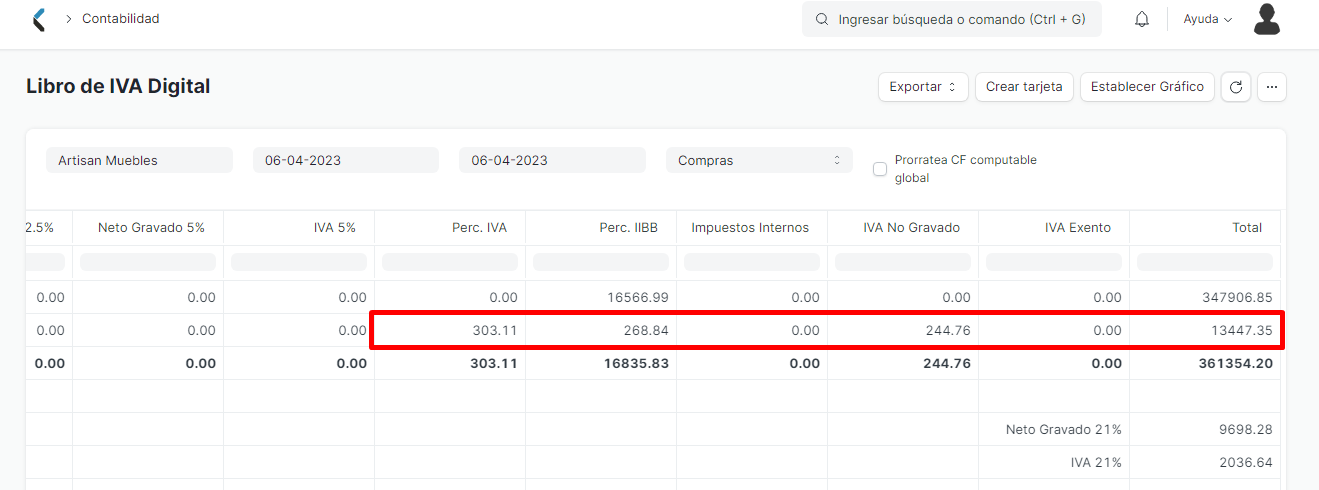 Contabilidad
Ingresar búsqueda o comando (Ctrl + G)
Ayuda
Libro de IVA Digital
Exportar
Crear tarjeta
Establecer Gráfico
Artisan Muebles
06-04-2023
06-04-2023
Compras
Prorratea CF computable
global
2.5% Neto Gravado 5% IVA 5% Perc. IVA Perc. IIBB Impuestos Internos IVA No Gravado IVA Exento Total
0.00 0.00 0.00 0.00 16566.99 0.00 0.00 0.00 347906.85
0.00 0.00 0.00 303.11 268.84 0.00 244.76 0.00 13447.35
0.00 0.00 0.00 303.11 16835.83 0.00 244.76 0.00 361354.20
Neto Gravado 21% 9698.28
IVA 21% 2036.64